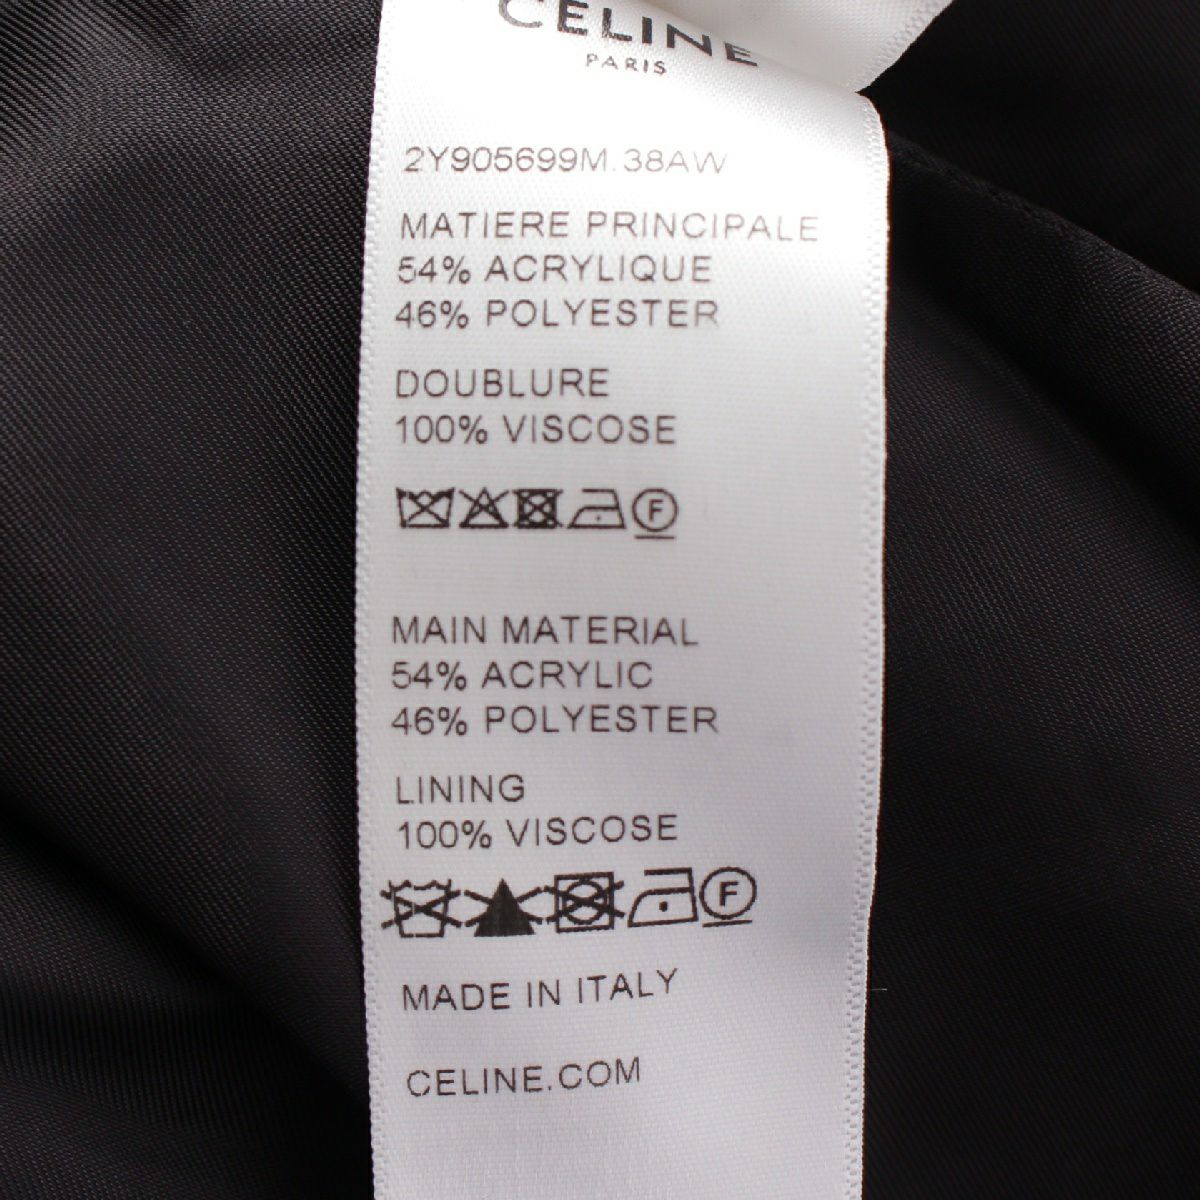 CELINE
PARIS
2Y905699M.38AW
MATIERE PRINCIPALE
54% ACRYLIQUE
46% POLYESTER
DOUBLURE
100% VISCOSE
F
MAIN MATERIAL
54% ACRYLIC
46% POLYESTER
LINING
100% VISCOSE
F
MADE IN ITALY
CELINE.COM